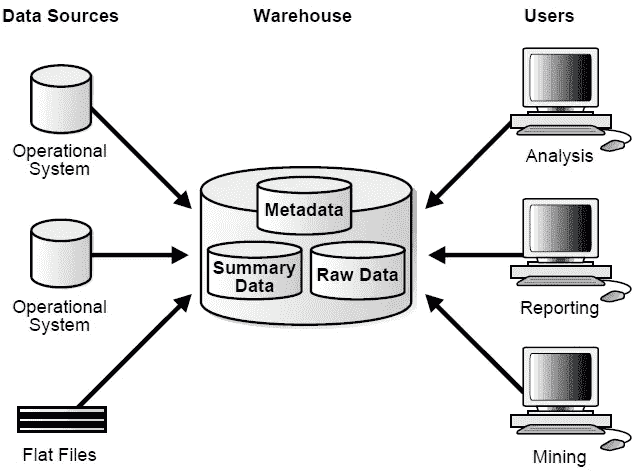 Data Sources
Warehouse
Users
Operational
System
Analysis
Metadata
Summary
Data
Raw Data
Operational
System
Reporting
Flat Files
Mining